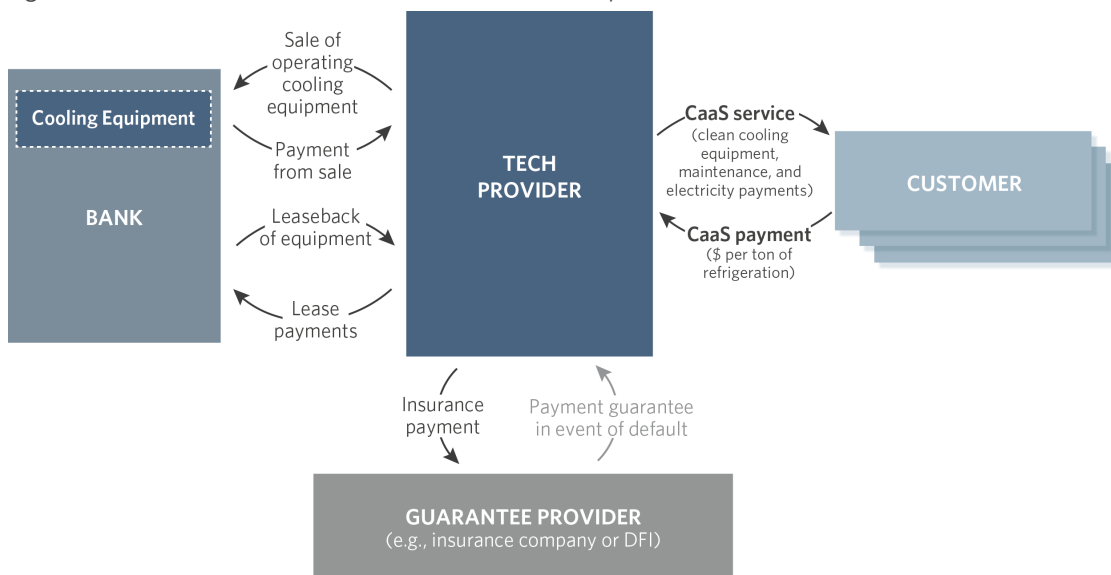 Sale of
operating
cooling
equipment
Cooling Equipment
Payment
from sale
BANK
Leaseback
of equipment
Lease
payments
TECH
PROVIDER
CaaS service
(clean cooling
equipment,
maintenance, and
electricity payments)
CUSTOMER
CaaS payment
($ per ton of
refrigeration)
Insurance
payment
Payment guarantee
in event of default
GUARANTEE PROVIDER
(e.g., insurance company or DFI)